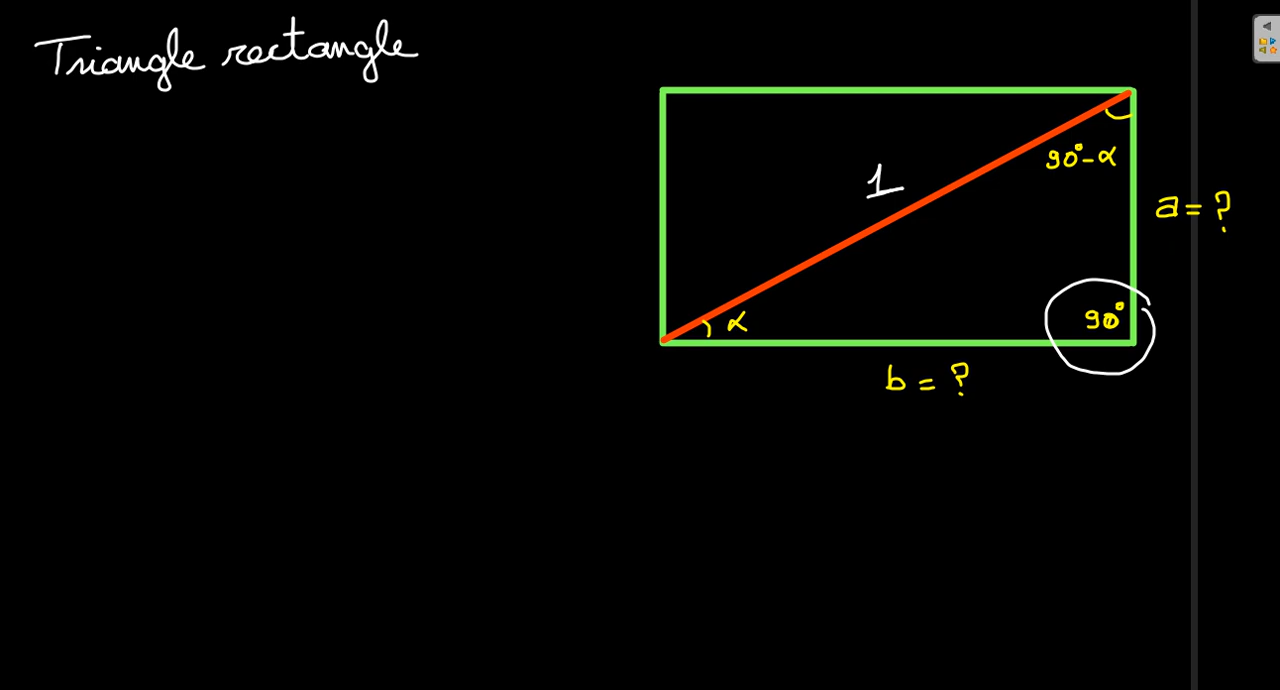 Triangle rectangle
1
90°-α
a = ?
α
90°
b = ?